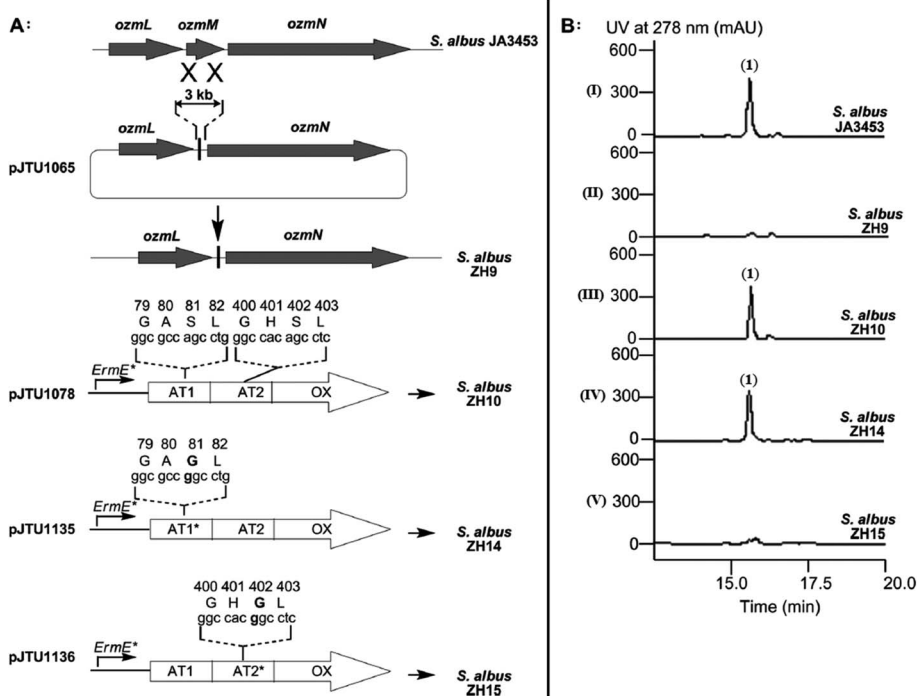 A:
ozmL ozmM ozmN
S. albus JA3453
X X
3 kb
ozmL ozmN
pJTU1065
ozmL ozmN
S. albus
ZH9
79 80 81 82 400 401 402 403
G A S L G H S L
ggc gcc agc ctg ggc cac agc ctc
ErmE*
pJTU1078
AT1 AT2 OX
S. albus
ZH10
79 80 81 82
G A G L
ggc gcc ggc ctg
ErmE*
pJTU1135
AT1* AT2 OX
S. albus
ZH14
400 401 402 403
G H G L
ggc cac ggc ctc
ErmE*
pJTU1136
AT1 AT2* OX
S. albus
ZH15
B: UV at 278 nm (mAU)
600
(1)
(I) 300
S. albus
JA3453
0
600
(II) 300
S. albus
ZH9
0
600
(1)
(III) 300
S. albus
ZH10
0
600
(1)
(IV) 300
S. albus
ZH14
0
600
(V) 300
S. albus
ZH15
0
15.0 17.5 20.0
Time (min)